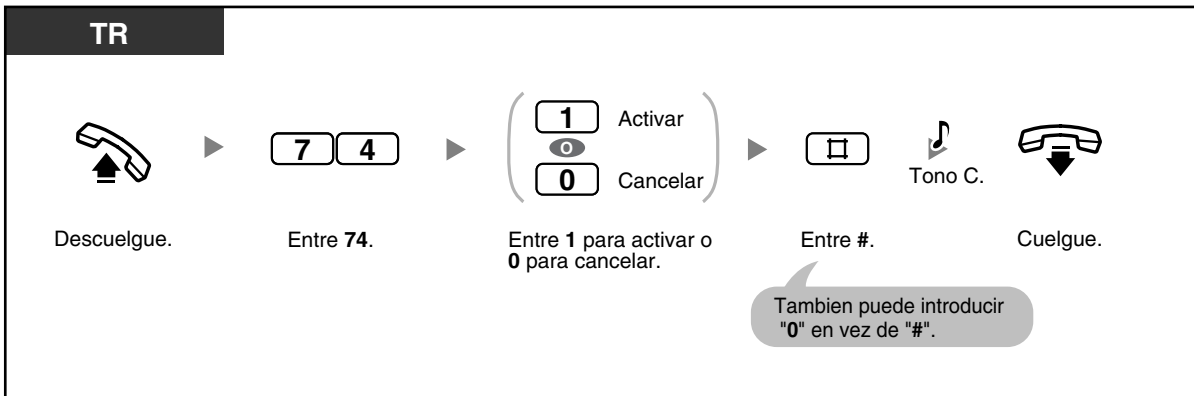 TR
7 4
1 Activar
o
0 Cancelar
#
Tono C.
Descuelgue.
Entre 74.
Entre 1 para activar o
0 para cancelar.
Entre #.
Cuelgue.
Tambien puede introducir
"0" en vez de "#".